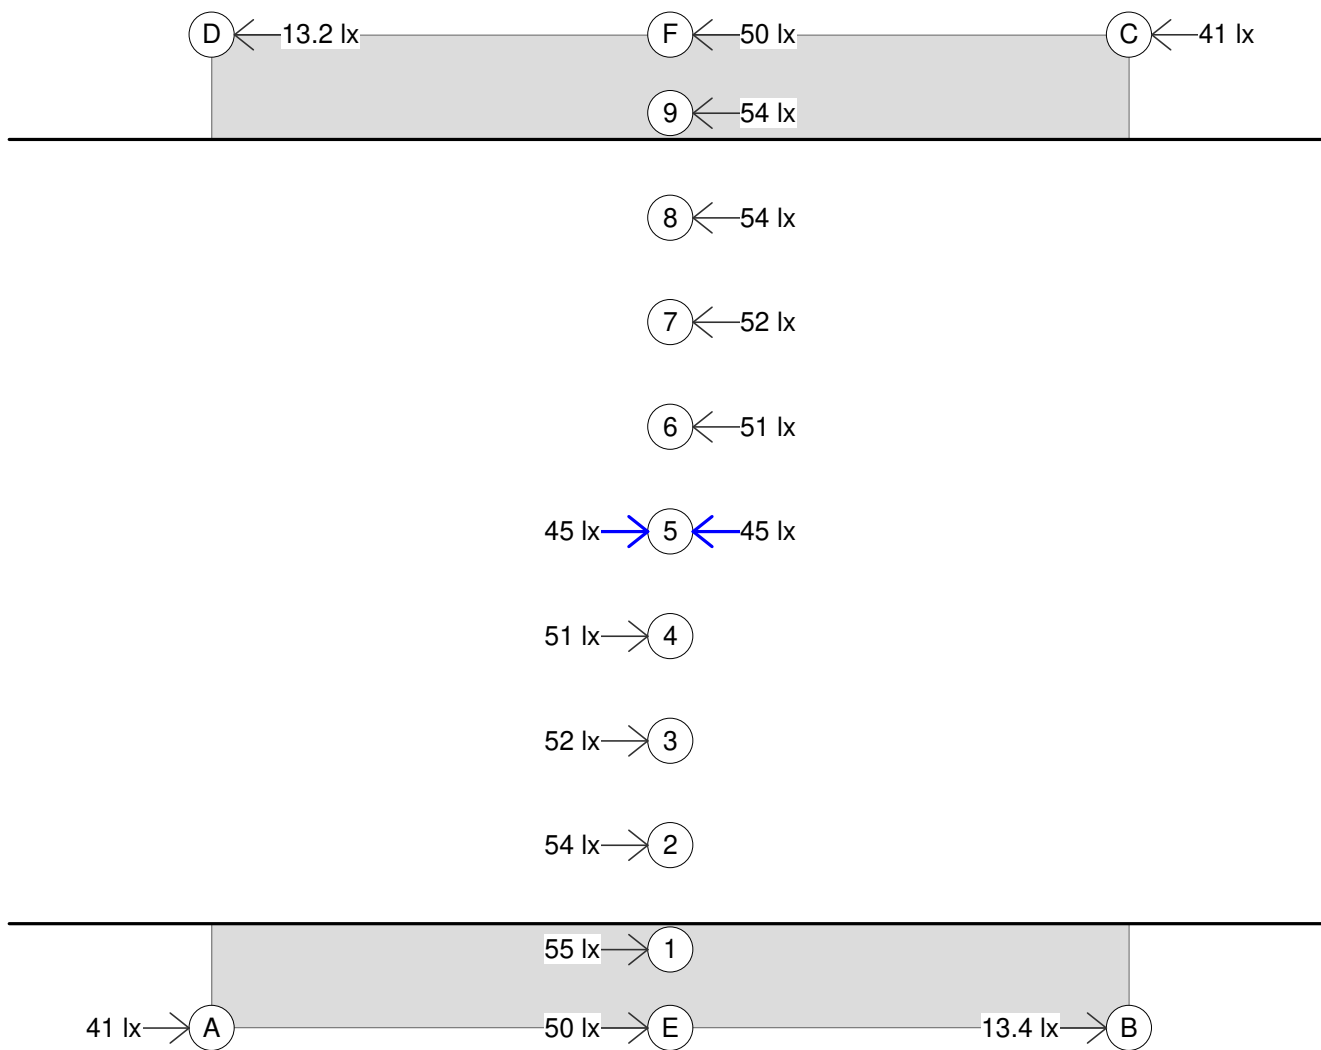 D 13.2 lx F 50 lx C 41 lx
9 54 lx
8 54 lx
7 52 lx
6 51 lx
45 lx 5 45 lx
51 lx 4
52 lx 3
54 lx 2
55 lx 1
41 lx A 50 lx E 13.4 lx B